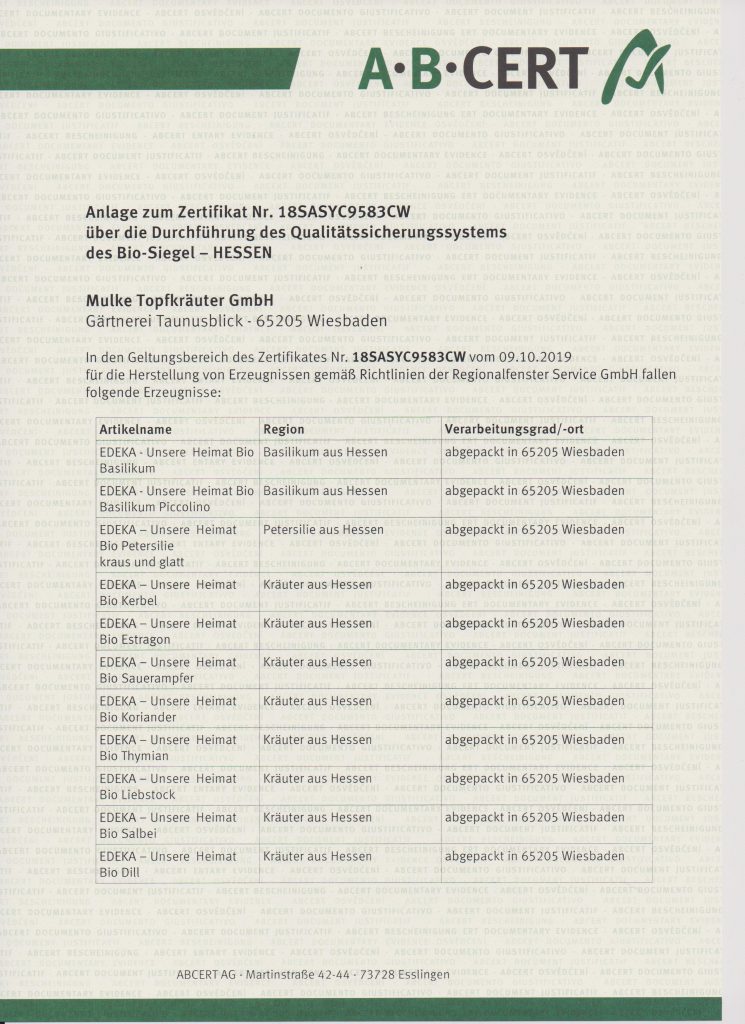 A·B·CERT
Anlage zum Zertifikat Nr. 18SASYC9583CW
über die Durchführung des Qualitätssicherungssystems
des Bio-Siegel – HESSEN
Mulke Topfkräuter GmbH
Gärtnerei Taunusblick - 65205 Wiesbaden
In den Geltungsbereich des Zertifikates Nr. 18SASYC9583CW vom 09.10.2019
für die Herstellung von Erzeugnissen gemäß Richtlinien der Regionalfenster Service GmbH fallen
folgende Erzeugnisse:
Artikelname Region Verarbeitungsgrad/-ort
EDEKA - Unsere Heimat Bio Basilikum aus Hessen abgepackt in 65205 Wiesbaden
Basilikum
EDEKA - Unsere Heimat Bio Basilikum aus Hessen abgepackt in 65205 Wiesbaden
Basilikum Piccolino
EDEKA – Unsere Heimat Petersilie aus Hessen abgepackt in 65205 Wiesbaden
Bio Petersilie
kraus und glatt
EDEKA – Unsere Heimat Kräuter aus Hessen abgepackt in 65205 Wiesbaden
Bio Kerbel
EDEKA – Unsere Heimat Kräuter aus Hessen abgepackt in 65205 Wiesbaden
Bio Estragon
EDEKA – Unsere Heimat Kräuter aus Hessen abgepackt in 65205 Wiesbaden
Bio Sauerampfer
EDEKA – Unsere Heimat Kräuter aus Hessen abgepackt in 65205 Wiesbaden
Bio Koriander
EDEKA – Unsere Heimat Kräuter aus Hessen abgepackt in 65205 Wiesbaden
Bio Thymian
EDEKA – Unsere Heimat Kräuter aus Hessen abgepackt in 65205 Wiesbaden
Bio Liebstock
EDEKA – Unsere Heimat Kräuter aus Hessen abgepackt in 65205 Wiesbaden
Bio Salbei
EDEKA – Unsere Heimat Kräuter aus Hessen abgepackt in 65205 Wiesbaden
Bio Dill
ABCERT AG · Martinstraße 42-44 · 73728 Esslingen